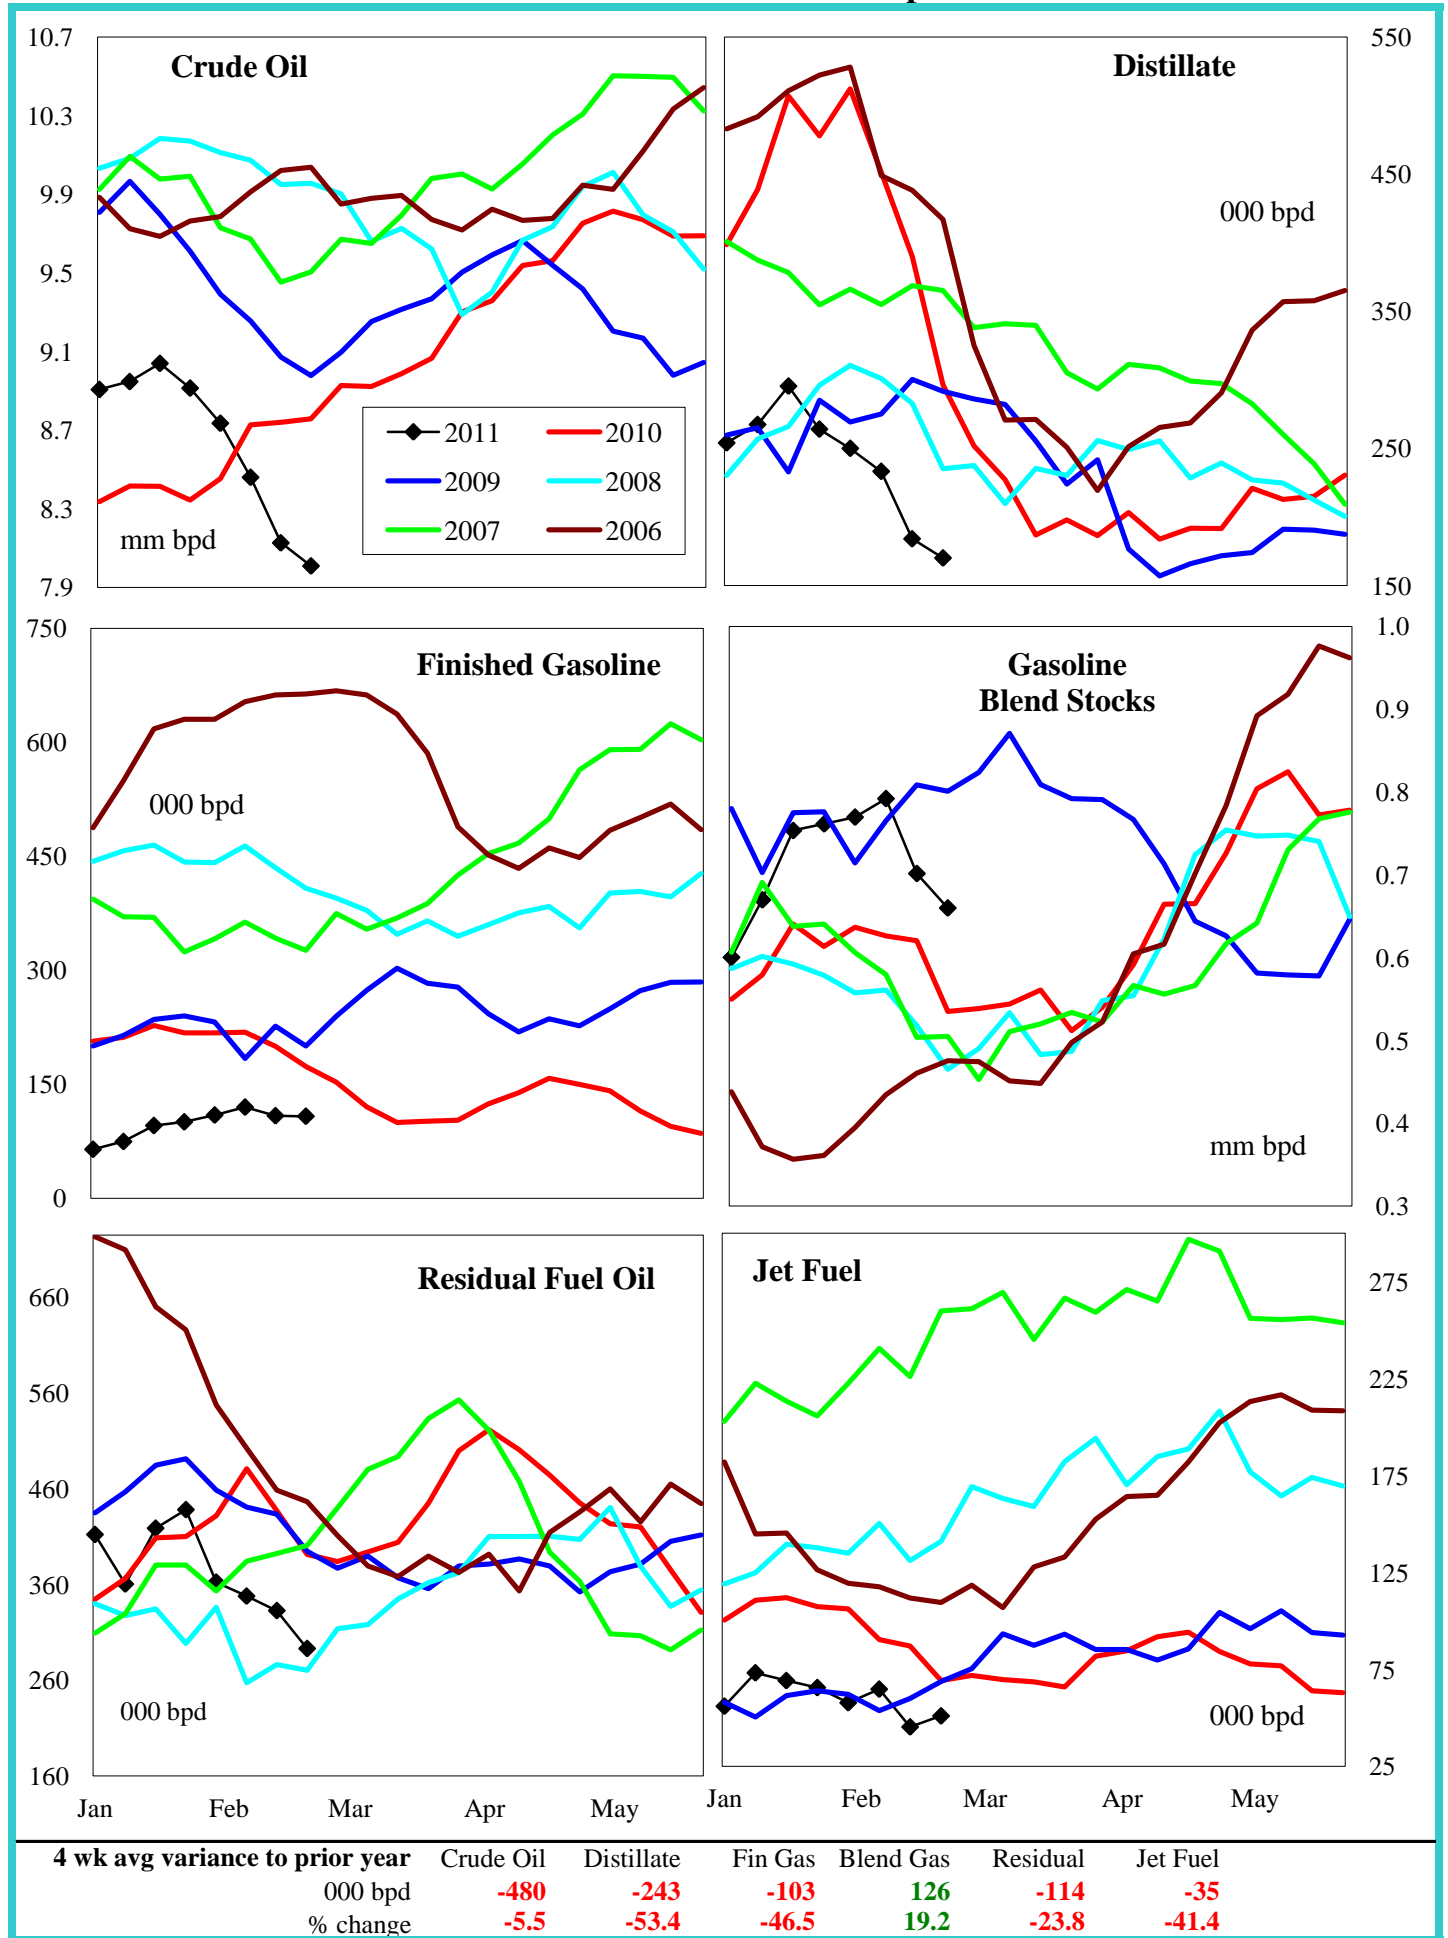 Crude Oil
10.7
10.3
9.9
9.5
9.1
8.7
8.3
7.9
2011
2010
2009
2008
2007
2006
mm bpd
Distillate
000 bpd
550
450
350
250
150
Finished Gasoline
750
600
450
300
150
0
000 bpd
Gasoline
Blend Stocks
1.0
0.9
0.8
0.7
0.6
0.5
0.4
0.3
mm bpd
Residual Fuel Oil
660
560
460
360
260
160
000 bpd
Jan Feb Mar Apr May
Jet Fuel
275
225
175
125
75
25
000 bpd
Jan Feb Mar Apr May
4 wk avg variance to prior year Crude Oil Distillate Fin Gas Blend Gas Residual Jet Fuel
000 bpd -480 -243 -103 126 -114 -35
% change -5.5 -53.4 -46.5 19.2 -23.8 -41.4